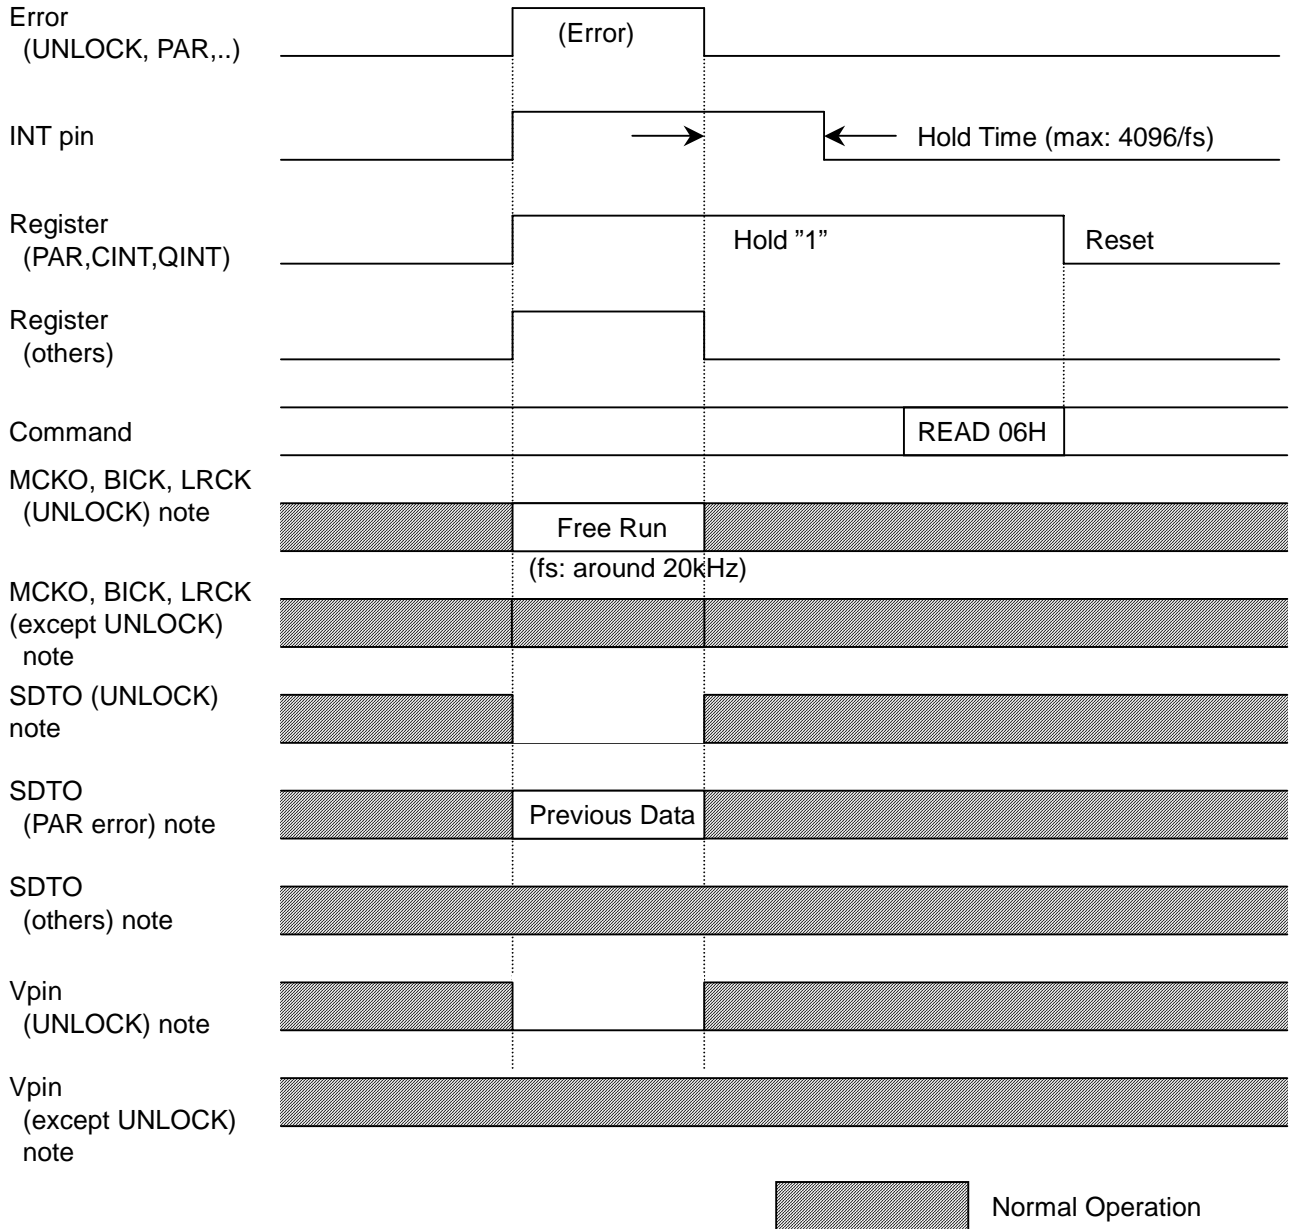 Error
(UNLOCK, PAR,..)
(Error)
INT pin
Hold Time (max: 4096/fs)
Register
(PAR,CINT,QINT)
Hold ”1”
Reset
Register
(others)
Command
READ 06H
MCKO, BICK, LRCK
(UNLOCK) note
Free Run
(fs: around 20kHz)
MCKO, BICK, LRCK
(except UNLOCK)
note
SDTO (UNLOCK)
note
SDTO
(PAR error) note
Previous Data
SDTO
(others) note
Vpin
(UNLOCK) note
Vpin
(except UNLOCK)
note
Normal Operation